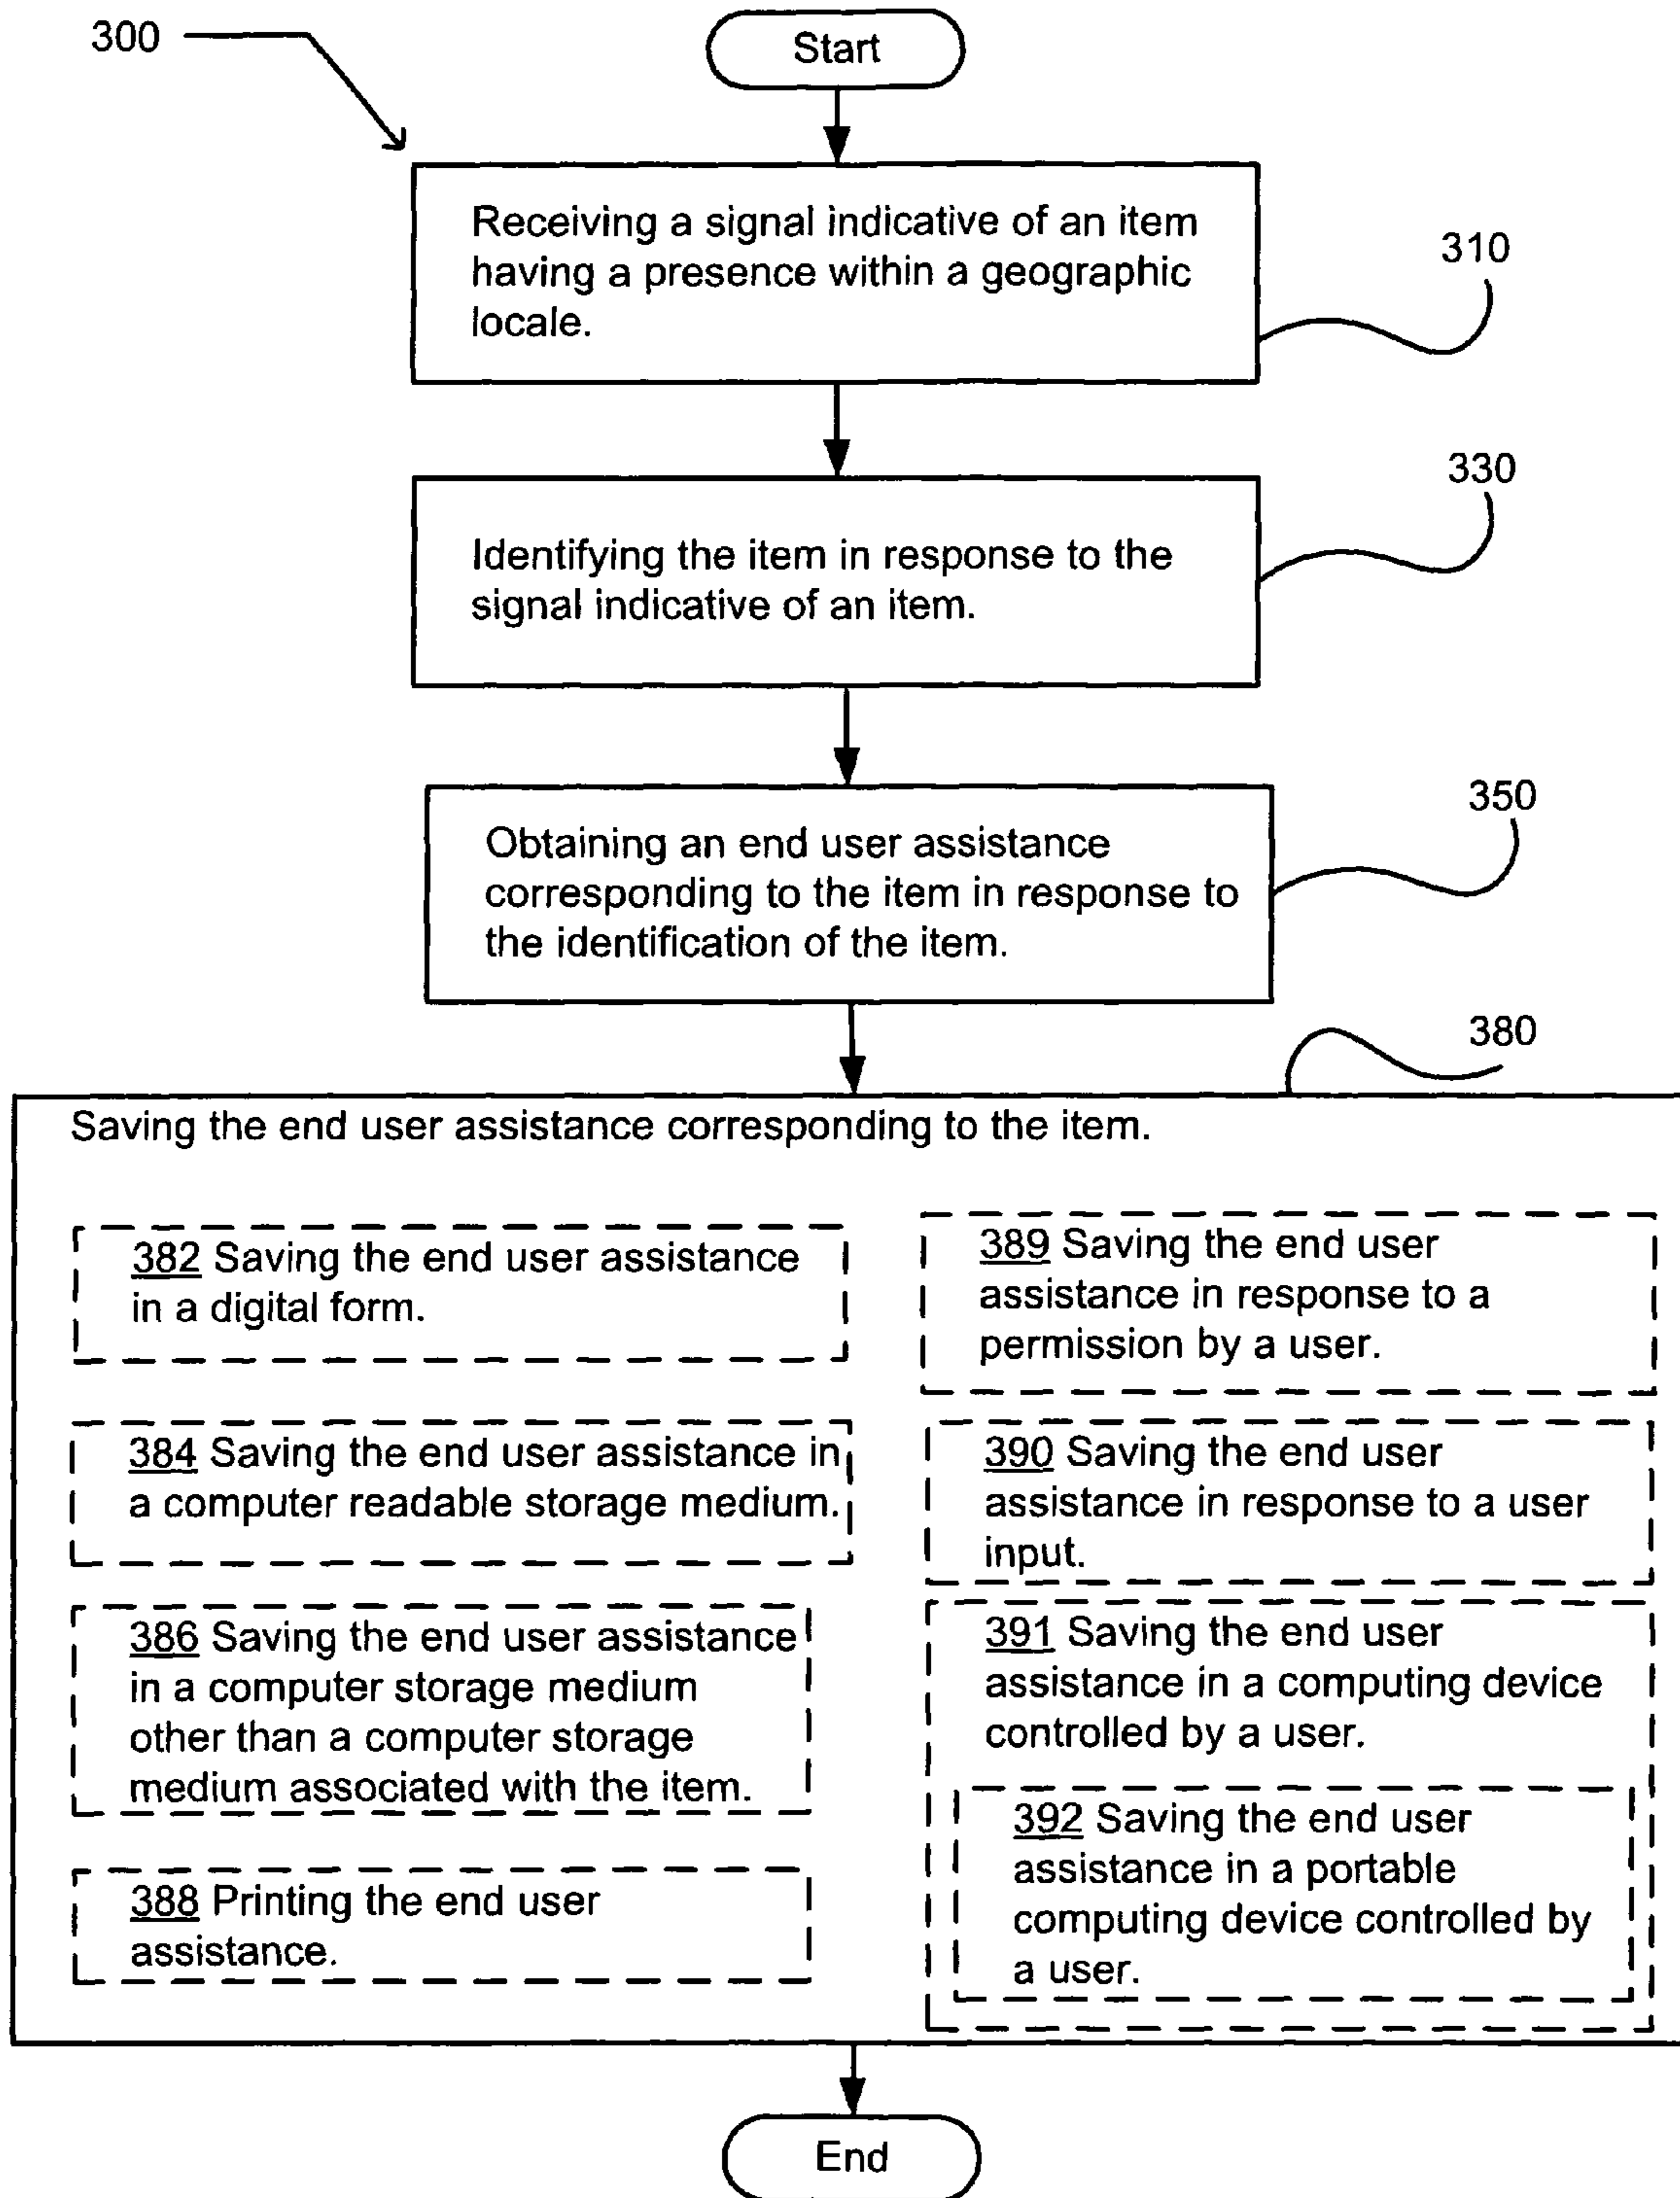 300
Start
Receiving a signal indicative of an item
having a presence within a geographic
locale.
310
Identifying the item in response to the
signal indicative of an item.
330
Obtaining an end user assistance
corresponding to the item in response to
the identification of the item.
350
380
Saving the end user assistance corresponding to the item.
382 Saving the end user assistance
in a digital form.
384 Saving the end user assistance in
a computer readable storage medium.
386 Saving the end user assistance
in a computer storage medium
other than a computer storage
medium associated with the item.
388 Printing the end user
assistance.
389 Saving the end user
assistance in response to a
permission by a user.
390 Saving the end user
assistance in response to a user
input.
391 Saving the end user
assistance in a computing device
controlled by a user.
392 Saving the end user
assistance in a portable
computing device controlled by
a user.
End